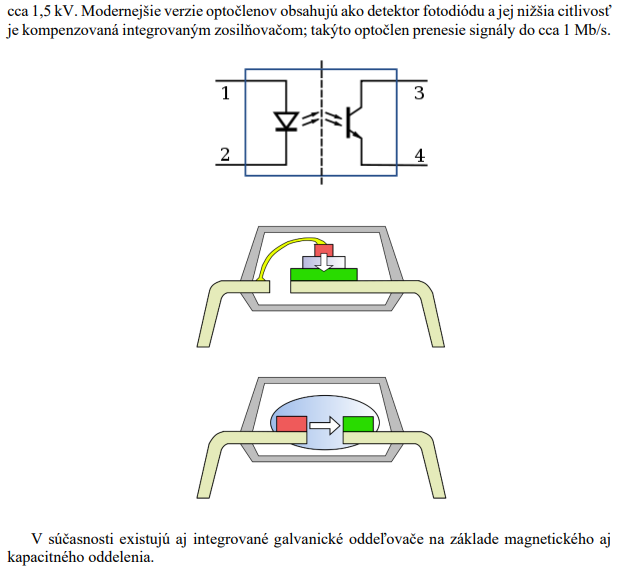 cca 1,5 kV. Modernejšie verzie optočlenov obsahujú ako detektor fotodiódu a jej nižšia citlivosť
je kompenzovaná integrovaným zosilňovačom; takýto optočlen prenesie signály do cca 1 Mb/s.
1 3
2 4
V súčasnosti existujú aj integrované galvanické oddeľovače na základe magnetického aj
kapacitného oddelenia.